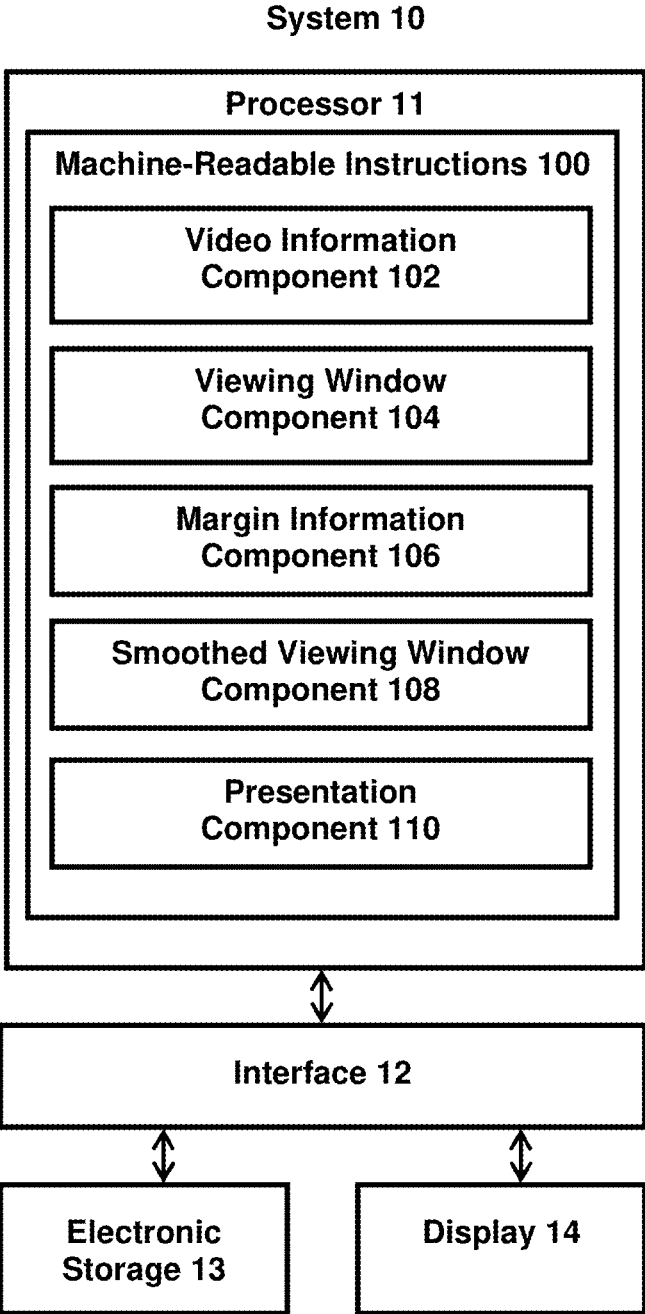 System 10
Processor 11
Machine-Readable Instructions 100
Video Information
Component 102
Viewing Window
Component 104
Margin Information
Component 106
Smoothed Viewing Window
Component 108
Presentation
Component 110
Interface 12
Electronic
Storage 13
Display 14